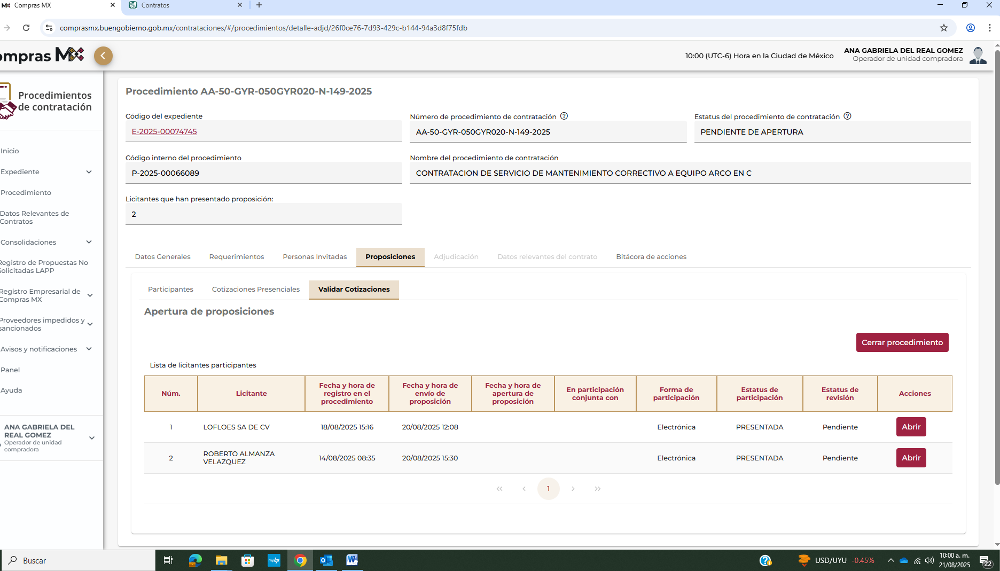 Compras MX
Contratos
comprasmx.buengobierno.gob.mx/contrataciones/#/procedimientos/detalle-adjd/26f0ce76-7d93-429c-b144-94a3d8f75fdb
ompras MX
10:00 (UTC-6) Hora en la Ciudad de México
ANA GABRIELA DEL REAL GOMEZ
Operador de unidad compradora
Procedimientos
de contratación
Inicio
Expediente
Procedimiento
Datos Relevantes de
Contratos
Consolidaciones
Registro de Propuestas No
Solicitadas LAPP
Registro Empresarial de
Compras MX
Proveedores impedidos y
sancionados
Avisos y notificaciones
Panel
Ayuda
ANA GABRIELA DEL
REAL GOMEZ
Operador de unidad
compradora
Procedimiento AA-50-GYR-050GYR020-N-149-2025
Código del expediente
E-2025-00074745
Número de procedimiento de contratación
AA-50-GYR-050GYR020-N-149-2025
Estatus del procedimiento de contratación
PENDIENTE DE APERTURA
Código interno del procedimiento
P-2025-00066089
Nombre del procedimiento de contratación
CONTRATACION DE SERVICIO DE MANTENIMIENTO CORRECTIVO A EQUIPO ARCO EN C
Licitantes que han presentado proposición:
2
Datos Generales
Requerimientos
Personas Invitadas
Proposiciones
Adjudicación
Datos relevantes del contrato
Bitácora de acciones
Participantes
Cotizaciones Presenciales
Validar Cotizaciones
Apertura de proposiciones
Cerrar procedimiento
Lista de licitantes participantes
Núm.
Licitante
Fecha y hora de
registro en el
procedimiento
Fecha y hora de
envío de
proposición
Fecha y hora de
apertura de
proposición
En participación
conjunta con
Forma de
participación
Estatus de
participación
Estatus de
revisión
Acciones
1
LOFLOES SA DE CV
18/08/2025 15:16
20/08/2025 12:08
Electrónica
PRESENTADA
Pendiente
Abrir
2
ROBERTO ALMANZA
VELAZQUEZ
14/08/2025 08:35
20/08/2025 15:30
Electrónica
PRESENTADA
Pendiente
Abrir
1
Buscar
myhp
USD/UYU -0.45%
10:00 a. m.
21/08/2025
22